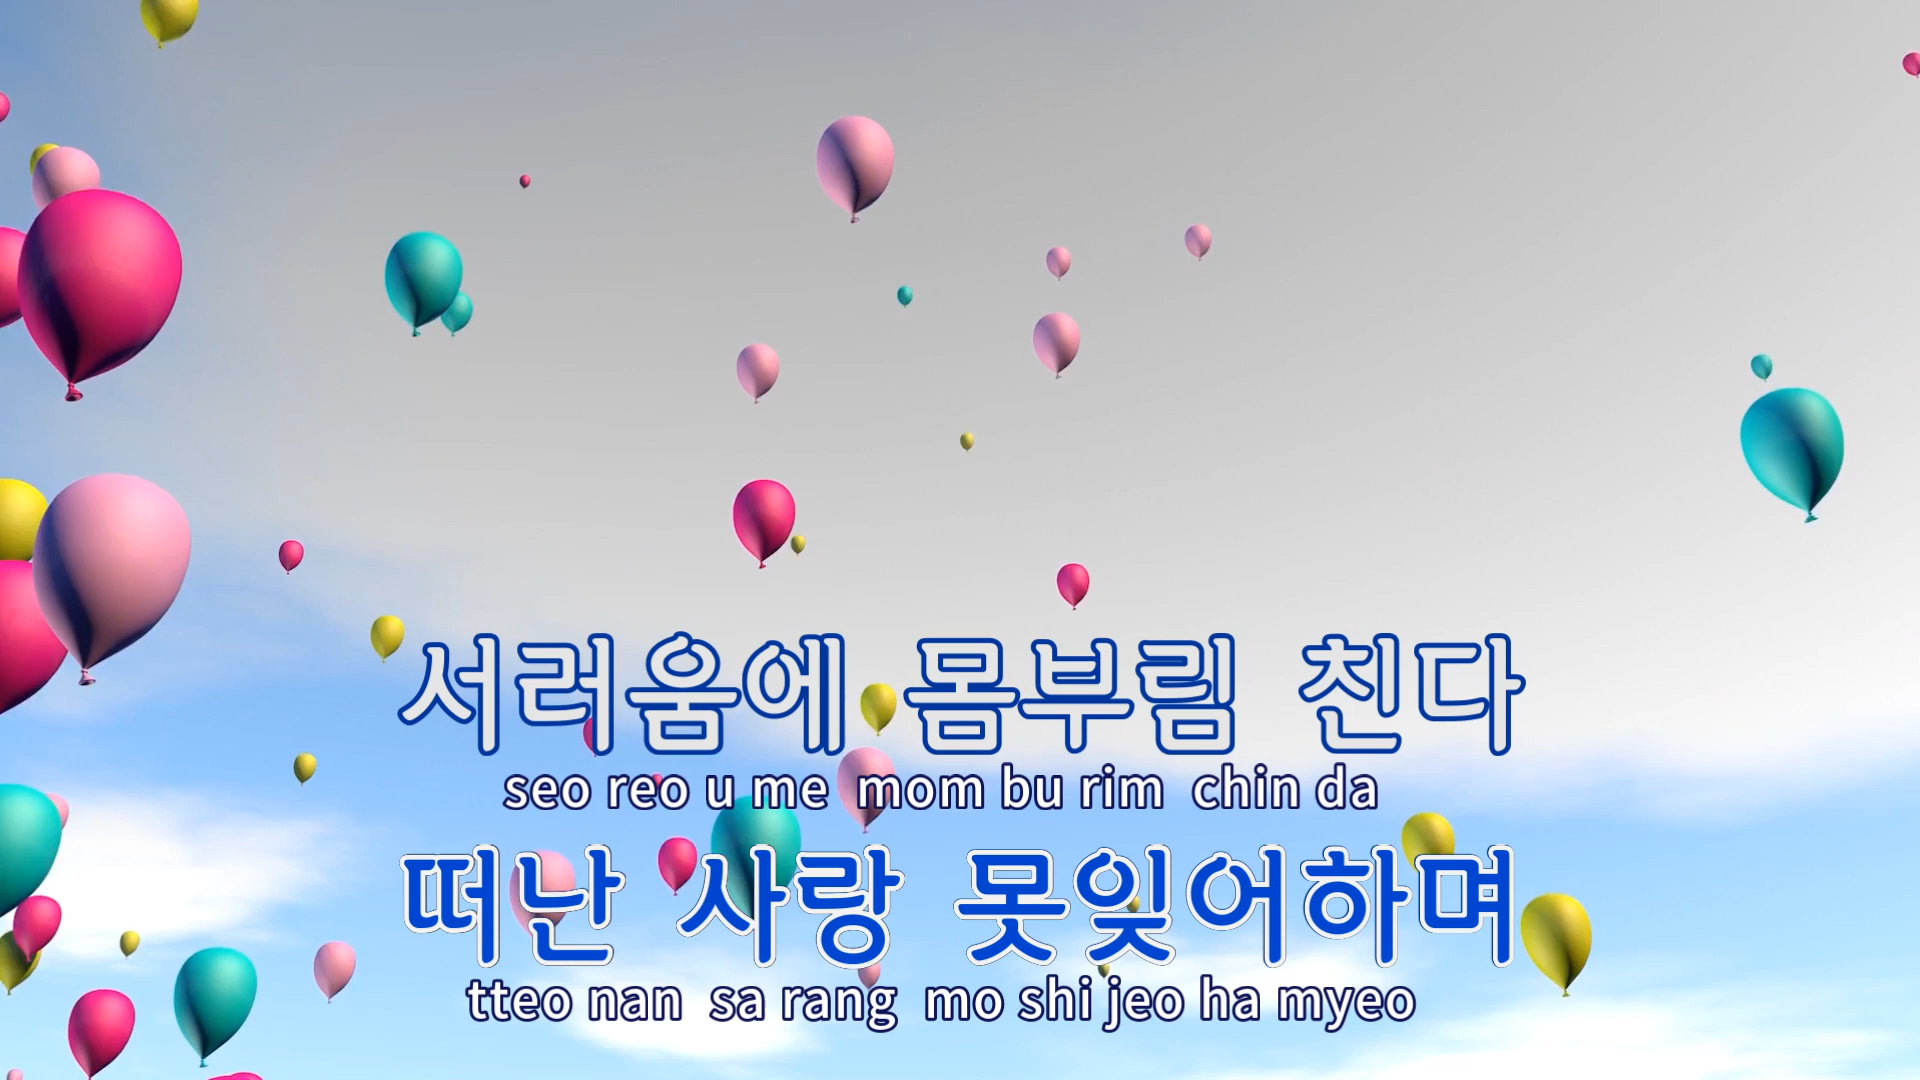 서러움에 몸부림 친다
seo reo u me mom bu rim chin da
떠난 사랑 못잊어하며
tteo nan sa rang mo shi jeo ha myeo